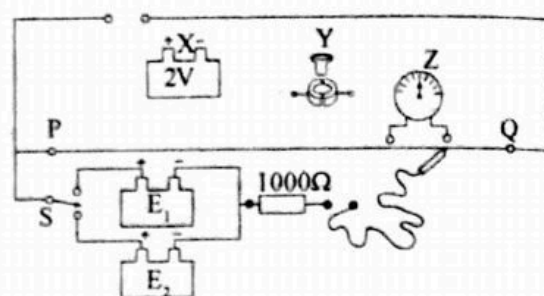 + X -
2V
Y
Z
P
Q
S
+ -
E₁
1000Ω
+ -
E₂